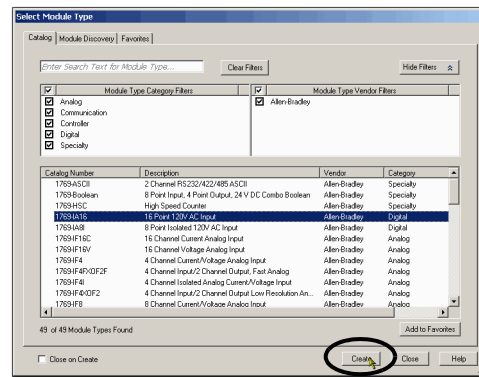 Select Module Type
Catalog Module Discovery Favorites
Enter Search Text for Module Type... Clear Filters Hide Filters
Module Type Category Filters Module Type Vendor Filters
Analog Allen-Bradley
Communication
Controller
Digital
Specialty
Catalog Number Description Vendor Category
1769-ASCII 2 Channel RS232/422/485 ASCII Allen-Bradley Specialty
1769-Boolean 8 Point Input, 4 Point Output, 24 V DC Combo Boolean Allen-Bradley Specialty
1769-HSC High Speed Counter Allen-Bradley Specialty
1769-IA16 16 Point 120V AC Input Allen-Bradley Digital
1769-IA8I 8 Point Isolated 120V AC Input Allen-Bradley Digital
1769-IF16C 16 Channel Current Analog Input Allen-Bradley Analog
1769-IF16V 16 Channel Voltage Analog Input Allen-Bradley Analog
1769-IF4 4 Channel Current/Voltage Analog Input Allen-Bradley Analog
1769-IF4FXOF2F 4 Channel Input/2 Channel Output, Fast Analog Allen-Bradley Analog
1769-IF4I 4 Channel Isolated Analog Current/Voltage Input Allen-Bradley Analog
1769-IF4XOF2 4 Channel Input/2 Channel Output Low Resolution An... Allen-Bradley Analog
1769-IF8 8 Channel Current/Voltage Analog Input Allen-Bradley Analog
49 of 49 Module Types Found Add to Favorites
Close on Create Create Close Help